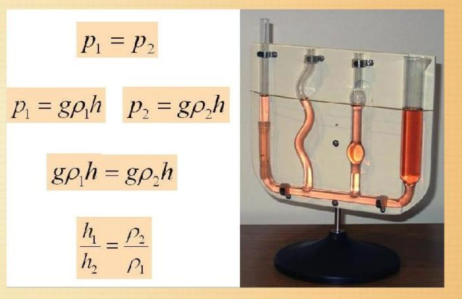 p₁ = p₂
p₁ = gρ₁h p₂ = gρ₂h
gρ₁h = gρ₂h
h₁/h₂ = ρ₂/ρ₁